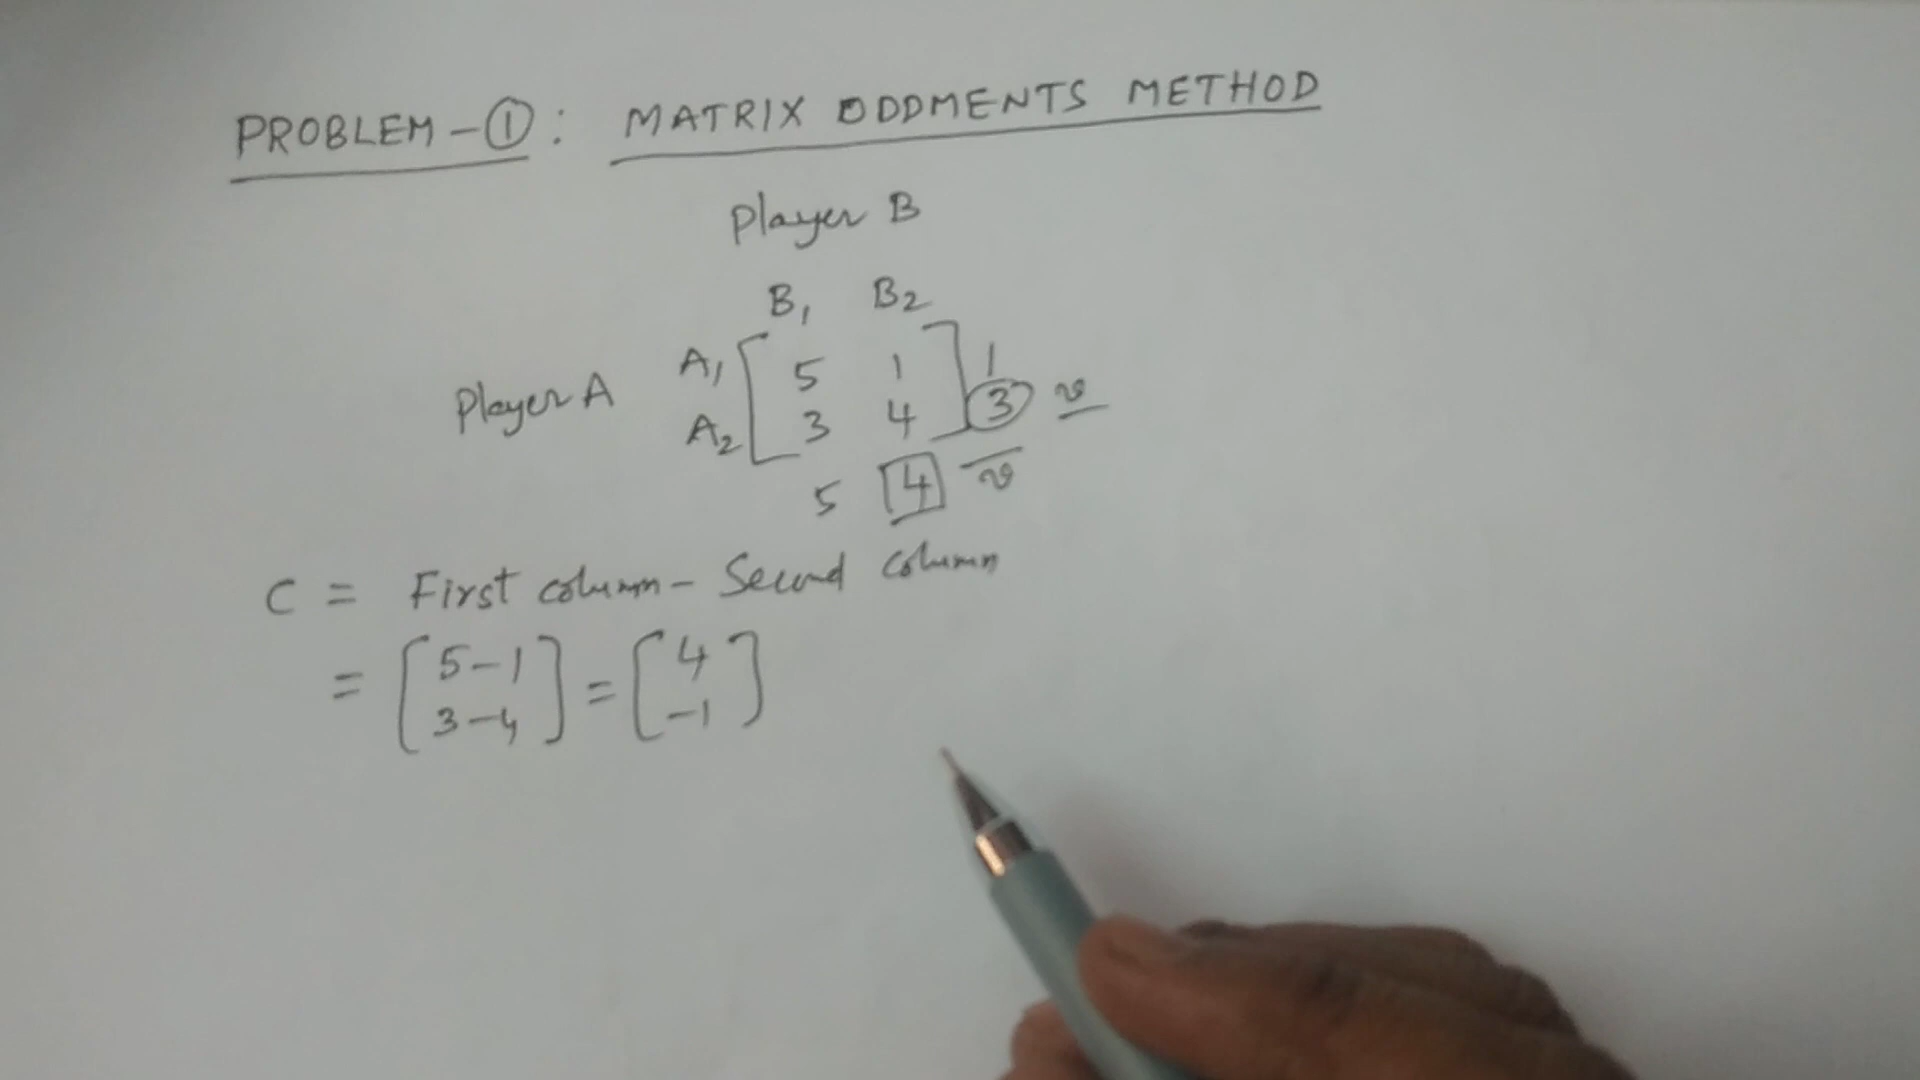 PROBLEM - ① : MATRIX ODDMENTS METHOD
Player B
B₁ B₂
Player A A₁ [ 5 1 ] 1
A₂ [ 3 4 ] 3 v
5 4 v
C = First column - Second column
= [ 5-1 ] = [ 4 ]
[ 3-4 ] [ -1 ]